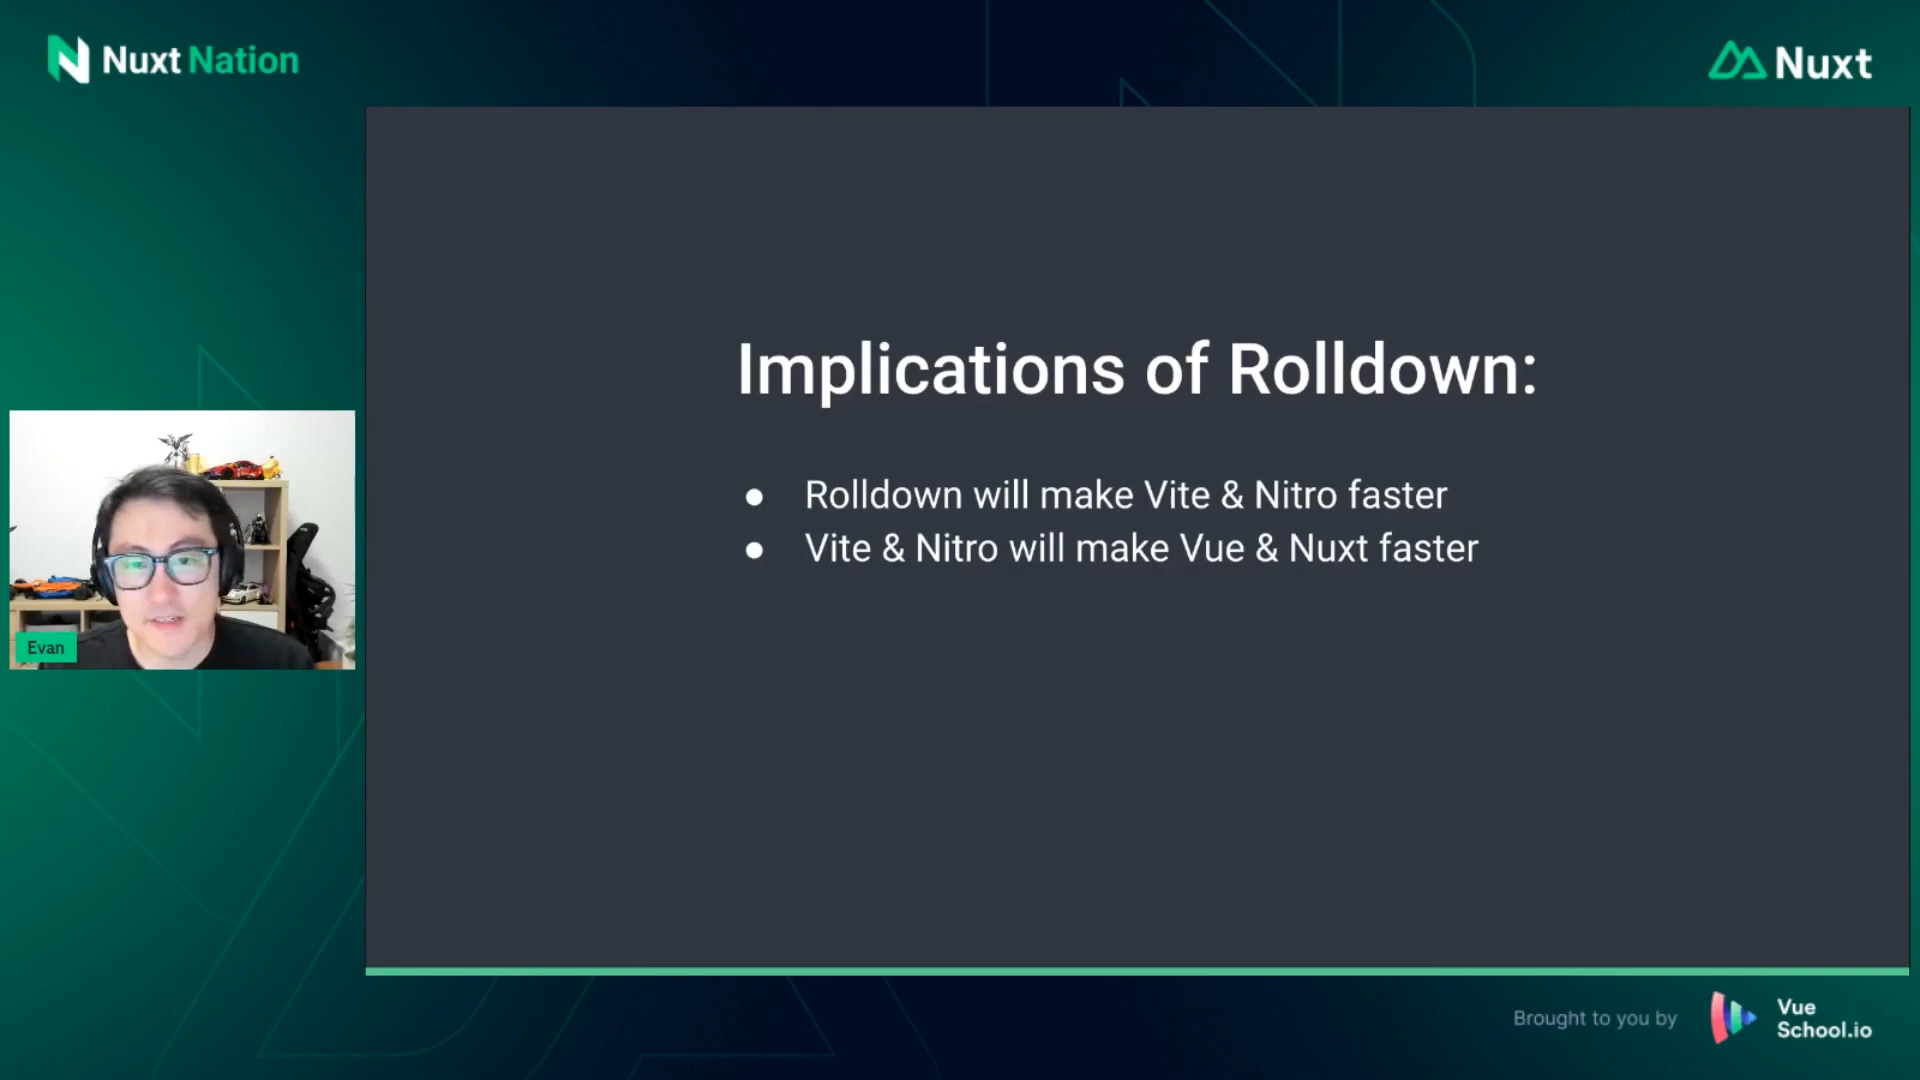 Nuxt Nation
Nuxt
Implications of Rolldown:
● Rolldown will make Vite & Nitro faster
● Vite & Nitro will make Vue & Nuxt faster
Evan
Brought to you by
Vue
School.io